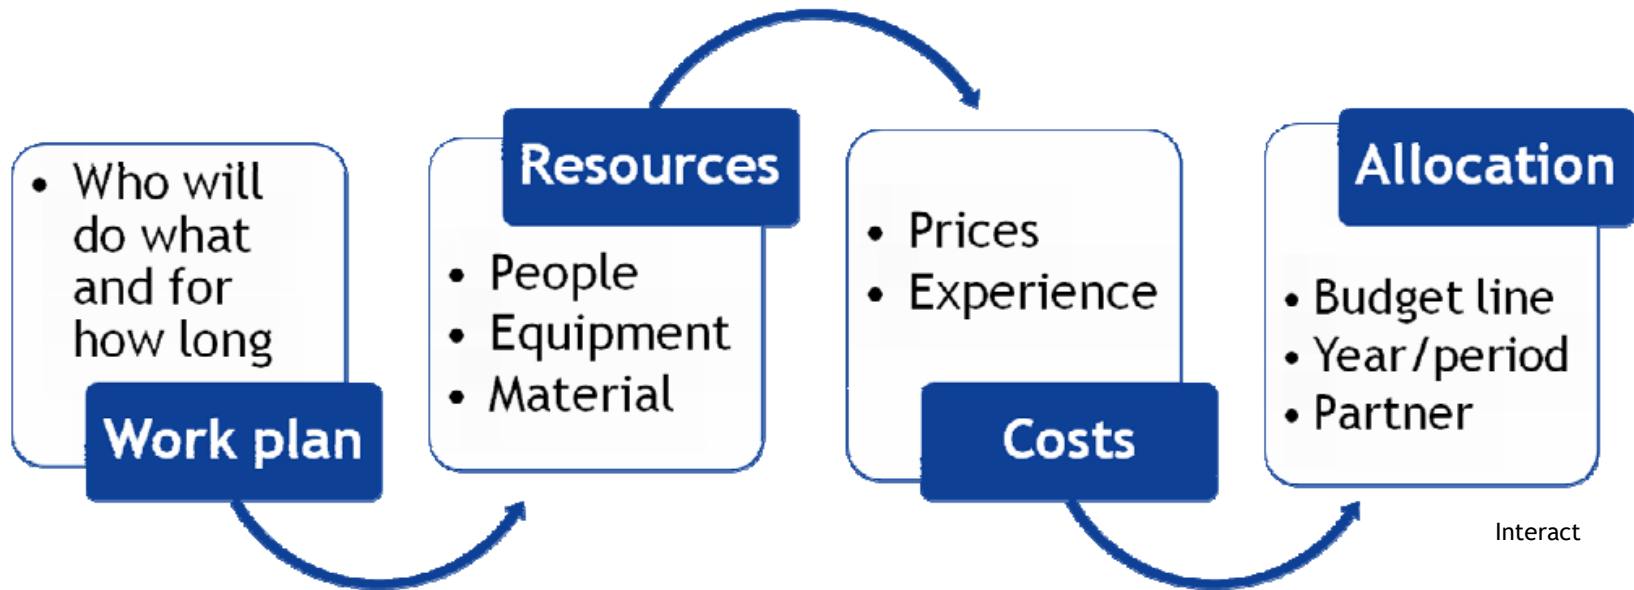 • Who will
do what
and for
how long
Work plan
Resources
• People
• Equipment
• Material
• Prices
• Experience
Costs
Allocation
• Budget line
• Year/period
• Partner
Interact